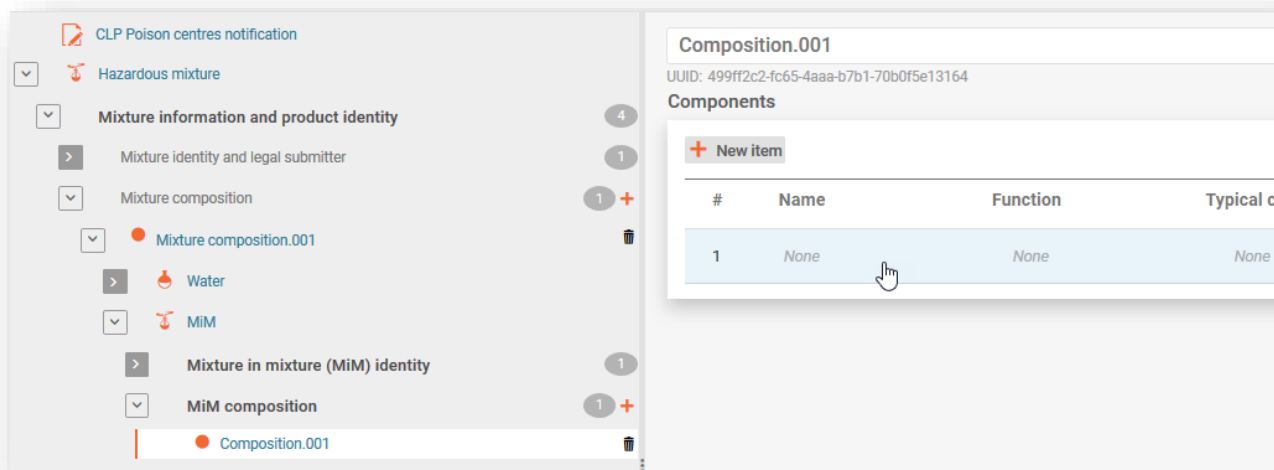 CLP Poison centres notification
Hazardous mixture
Mixture information and product identity 4
Mixture identity and legal submitter 1
Mixture composition 1
Mixture composition.001
Water
MiM
Mixture in mixture (MiM) identity 1
MiM composition 1
Composition.001
Composition.001
UUID: 499ff2c2-fc65-4aaa-b7b1-70b0f5e13164
Components
New item
# Name Function Typical
1 None None None